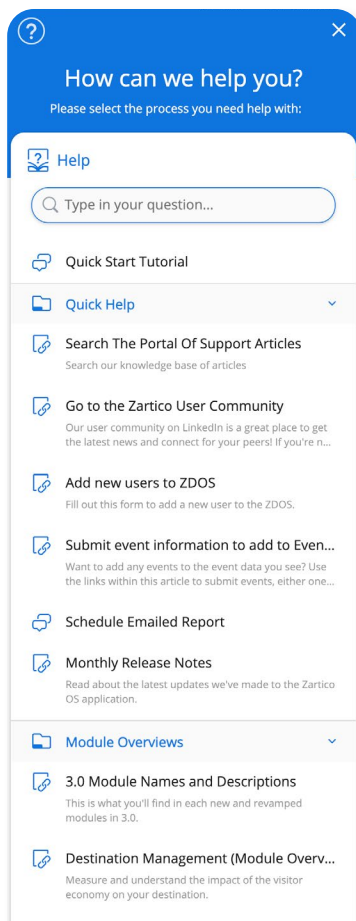 How can we help you?
Please select the process you need help with:
Help
Type in your question...
Quick Start Tutorial
Quick Help
Search The Portal Of Support Articles
Search our knowledge base of articles
Go to the Zartico User Community
Our user community on LinkedIn is a great place to get
the latest news and connect for your peers! If you're n...
Add new users to ZDOS
Fill out this form to add a new user to the ZDOS.
Submit event information to add to Even...
Want to add any events to the event data you see? Use
the links within this article to submit events, either one...
Schedule Emailed Report
Monthly Release Notes
Read about the latest updates we've made to the Zartico
OS application.
Module Overviews
3.0 Module Names and Descriptions
This is what you'll find in each new and revamped
modules in 3.0.
Destination Management (Module Overv...
Measure and understand the impact of the visitor
economy on your destination.